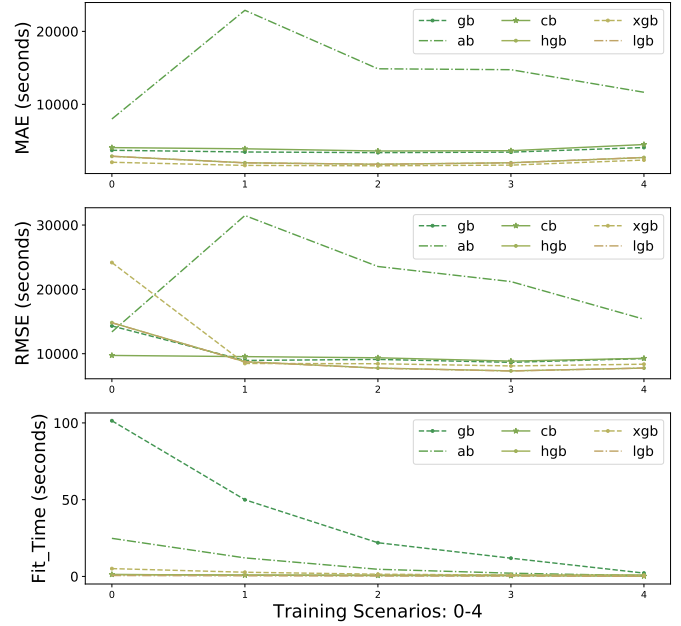 gb cb xgb
ab hgb lgb
20000
10000
MAE (seconds)
0 1 2 3 4
gb cb xgb
ab hgb lgb
30000
20000
10000
RMSE (seconds)
0 1 2 3 4
gb cb xgb
ab hgb lgb
100
50
0
Fit_Time (seconds)
0 1 2 3 4
Training Scenarios: 0-4